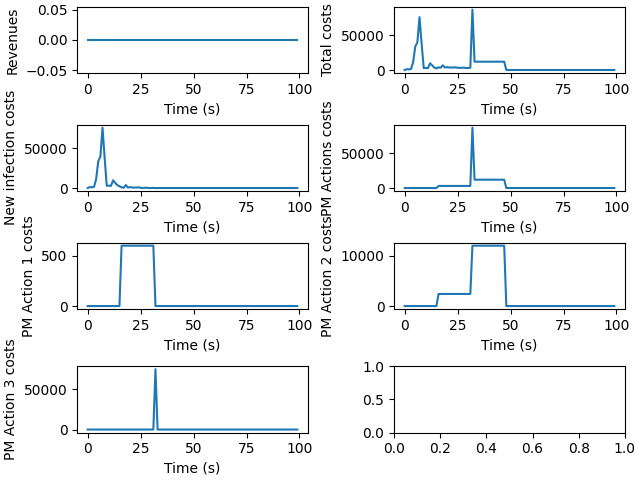 Revenues
0.05
0.00
−0.05
0 25 50 75 100
Time (s)
Total costs
50000
0
0 25 50 75 100
Time (s)
New infection costs
50000
0
0 25 50 75 100
Time (s)
PM Actions costs
50000
0
0 25 50 75 100
Time (s)
PM Action 1 costs
500
0
0 25 50 75 100
Time (s)
PM Action 2 costs
10000
0
0 25 50 75 100
Time (s)
PM Action 3 costs
50000
0
0 25 50 75 100
Time (s)
1.0
0.5
0.0
0.0 0.2 0.4 0.6 0.8 1.0